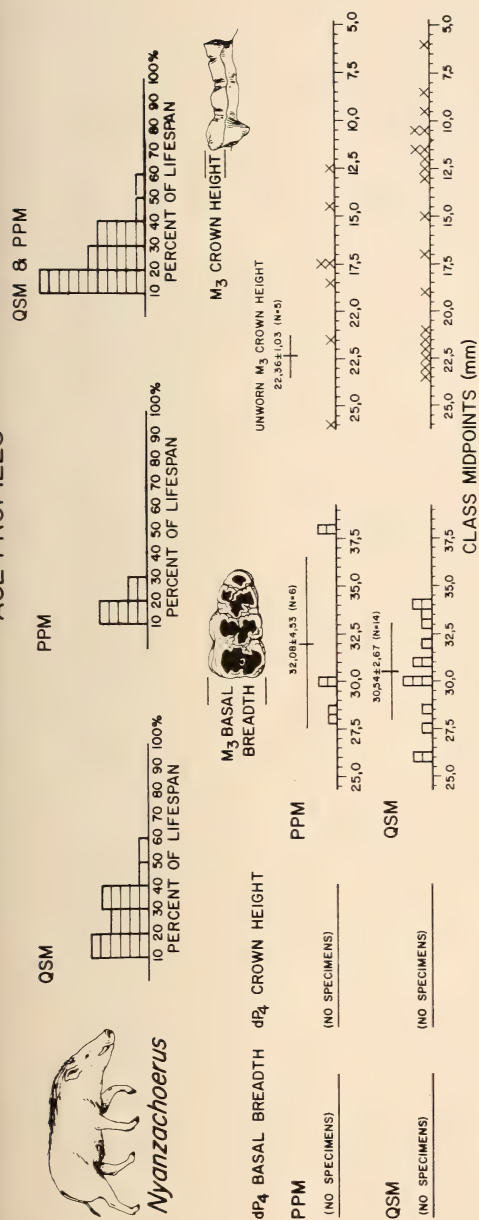 AGE PROFILES
QSM
PPM
QSM & PPM
10 20 30 40 50 60 70 80 90 100%
PERCENT OF LIFESPAN
10 20 30 40 50 60 70 80 90 100%
PERCENT OF LIFESPAN
10 20 30 40 50 60 70 80 90 100%
PERCENT OF LIFESPAN
Nyanzachoerus
dP4 BASAL BREADTH
dP4 CROWN HEIGHT
M3 BASAL
BREADTH
M3 CROWN HEIGHT
UNWORN M3 CROWN HEIGHT
22,36±1,03 (N=5)
PPM
(NO SPECIMENS)
(NO SPECIMENS)
PPM
32,08±4,53 (N=6)
25,0 27,5 30,0 32,5 35,0 37,5
25,0 22,5 22,0 17,5 15,0 12,5 10,0 7,5 5,0
QSM
(NO SPECIMENS)
(NO SPECIMENS)
QSM
30,54±2,67 (N=14)
25,0 27,5 30,0 32,5 35,0 37,5
25,0 22,5 20,0 17,5 15,0 12,5 10,0 7,5 5,0
CLASS MIDPOINTS (mm)